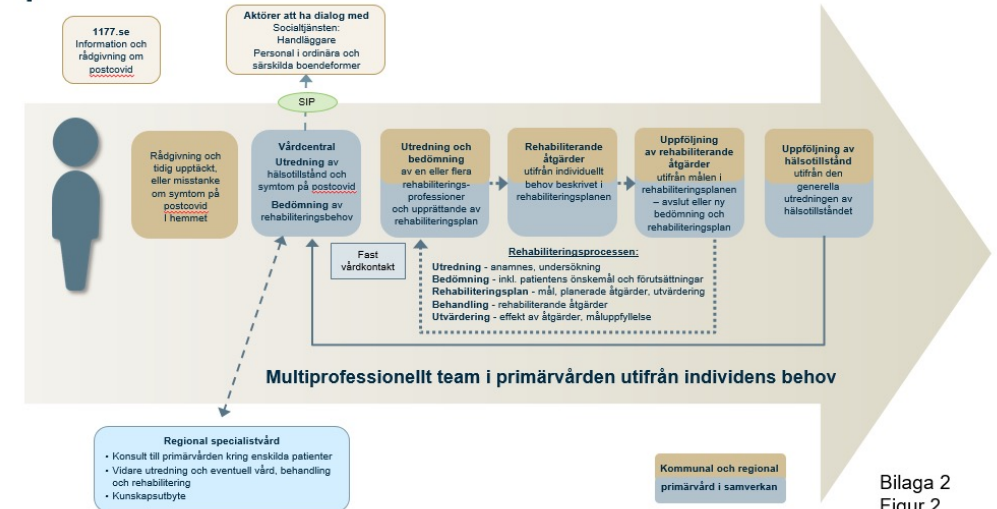 1177.se
Information och
rådgivning om
postcovid
Aktörer att ha dialog med
Socialtjänsten:
Handläggare
Personal i ordinära och
särskilda boendeformer
SIP
Rådgivning och
tidig upptäckt,
eller misstanke
om symtom på
postcovid
I hemmet
Vårdcentral
Utredning av
hälsotillstånd och
symtom på postcovid
Bedömning av
rehabiliteringsbehov
Utredning och
bedömning
av en eller flera
rehabiliterings-
professioner
och upprättande av
rehabiliteringsplan
Rehabiliterande
åtgärder
utifrån individuellt
behov beskrivet i
rehabiliteringsplanen
Uppföljning
av rehabiliterande
åtgärder
utifrån målen i
rehabiliteringsplanen
– avslut eller ny
bedömning och
rehabiliteringsplan
Uppföljning av
hälsotillstånd
utifrån den
generella
utredningen av
hälsotillståndet
Fast
vårdkontakt
Rehabiliteringsprocessen:
Utredning - anamnes, undersökning
Bedömning - inkl. patientens önskemål och förutsättningar
Rehabiliteringsplan - mål, planerade åtgärder, utvärdering
Behandling - rehabiliterande åtgärder
Utvärdering - effekt av åtgärder, måluppfyllelse
Multiprofessionellt team i primärvården utifrån individens behov
Regional specialistvård
• Konsult till primärvården kring enskilda patienter
• Vidare utredning och eventuell vård, behandling
och rehabilitering
• Kunskapsutbyte
Kommunal och regional
primärvård i samverkan
Bilaga 2
Figur 2